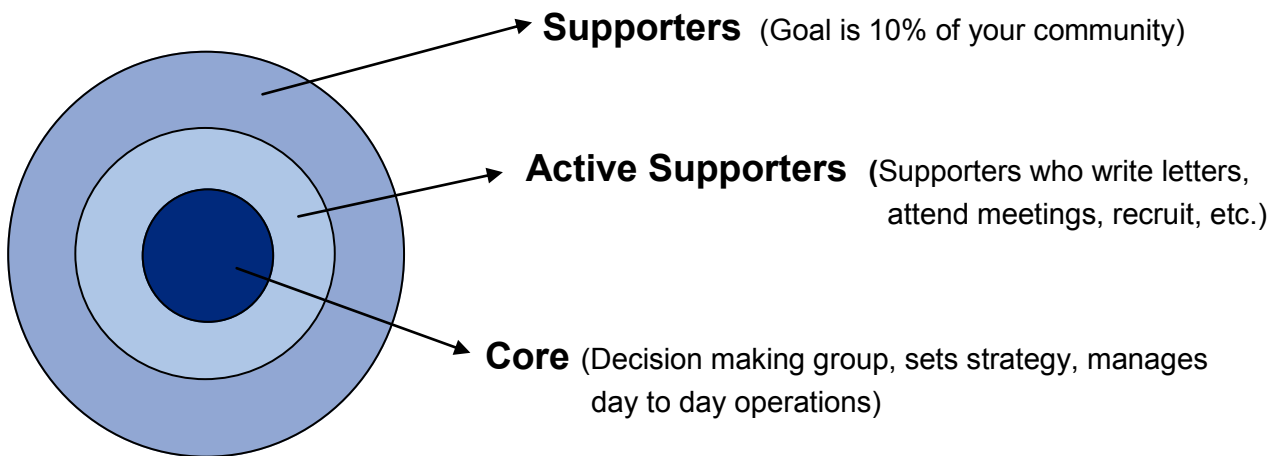 Supporters (Goal is 10% of your community)
Active Supporters (Supporters who write letters,
attend meetings, recruit, etc.)
Core (Decision making group, sets strategy, manages
day to day operations)